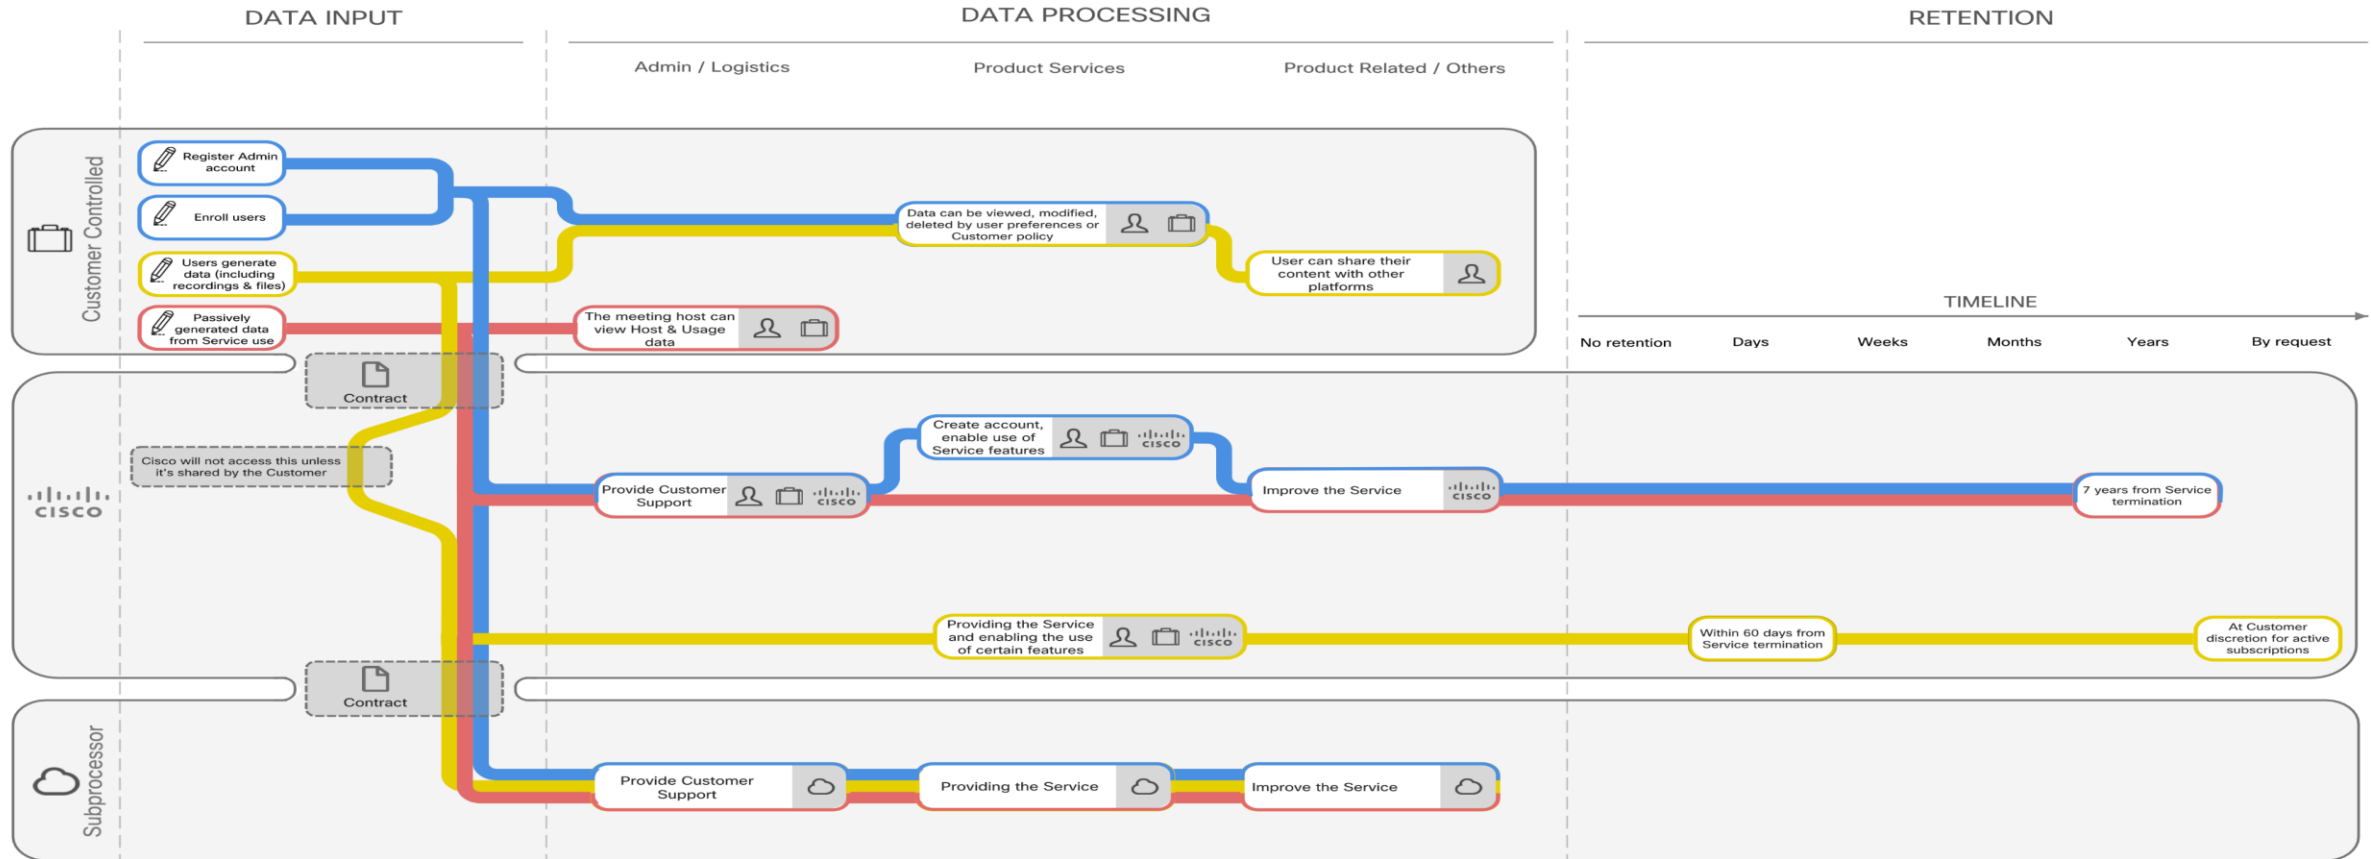 DATA INPUT
DATA PROCESSING
RETENTION
Admin / Logistics
Product Services
Product Related / Others
Customer Controlled
Register Admin
account
Enroll users
Users generate
data (including
recordings & files)
Passively
generated data
from Service use
Data can be viewed, modified,
deleted by user preferences or
Customer policy
User can share their
content with other
platforms
The meeting host can
view Host & Usage
data
TIMELINE
No retention
Days
Weeks
Months
Years
By request
Contract
Cisco will not access this unless
it's shared by the Customer
CISCO
Create account,
enable use of
Service features
CISCO
Provide Customer
Support
CISCO
Improve the Service
CISCO
7 years from Service
termination
Providing the Service
and enabling the use
of certain features
CISCO
Within 60 days from
Service termination
At Customer
discretion for active
subscriptions
Contract
Subprocessor
Provide Customer
Support
Providing the Service
Improve the Service